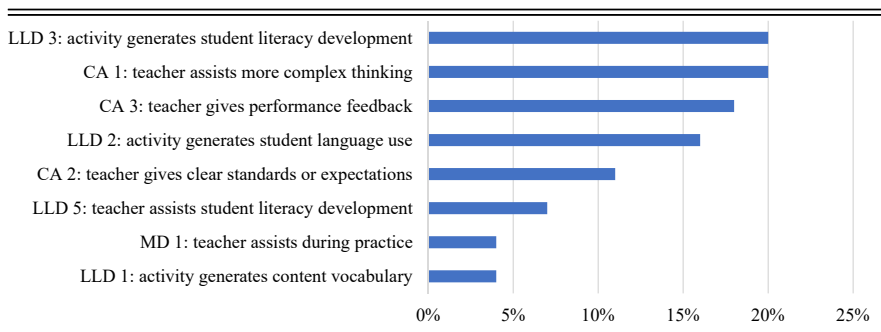 LLD 3: activity generates student literacy development
CA 1: teacher assists more complex thinking
CA 3: teacher gives performance feedback
LLD 2: activity generates student language use
CA 2: teacher gives clear standards or expectations
LLD 5: teacher assists student literacy development
MD 1: teacher assists during practice
LLD 1: activity generates content vocabulary
0% 5% 10% 15% 20% 25%